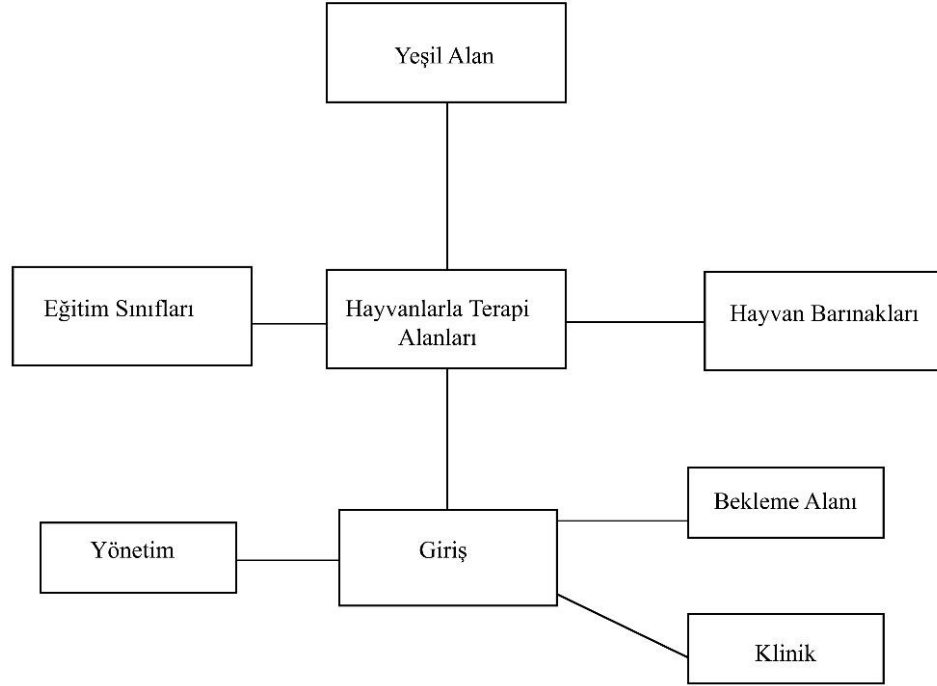 Yeşil Alan
Eğitim Sınıfları
Hayvanlarla Terapi
Alanları
Hayvan Barınakları
Bekleme Alanı
Yönetim
Giriş
Klinik